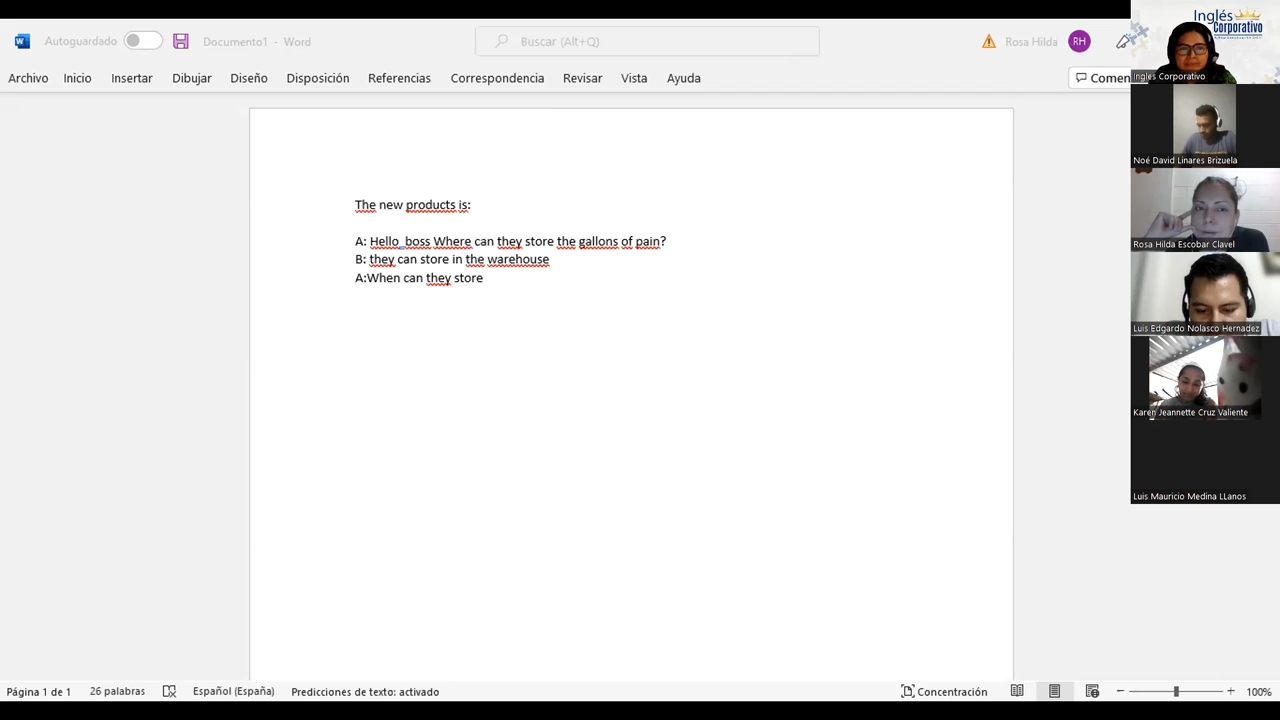 Autoguardado
Documento1 - Word
Buscar (Alt+Q)
Rosa Hilda
RH
Archivo Inicio Insertar Dibujar Diseño Disposición Referencias Correspondencia Revisar Vista Ayuda
Comen
The new products is:
A: Hello boss Where can they store the gallons of pain?
B: they can store in the warehouse
A:When can they store
Inglés
Corporativo
Ingles Corporativo
Noé David Linares Brizuela
Rosa Hilda Escobar Clavel
Luis Edgardo Nolasco Hernadez
Karen Jeannette Cruz Valiente
Luis Mauricio Medina LLanos
Página 1 de 1 26 palabras Español (España) Predicciones de texto: activado Concentración 100%